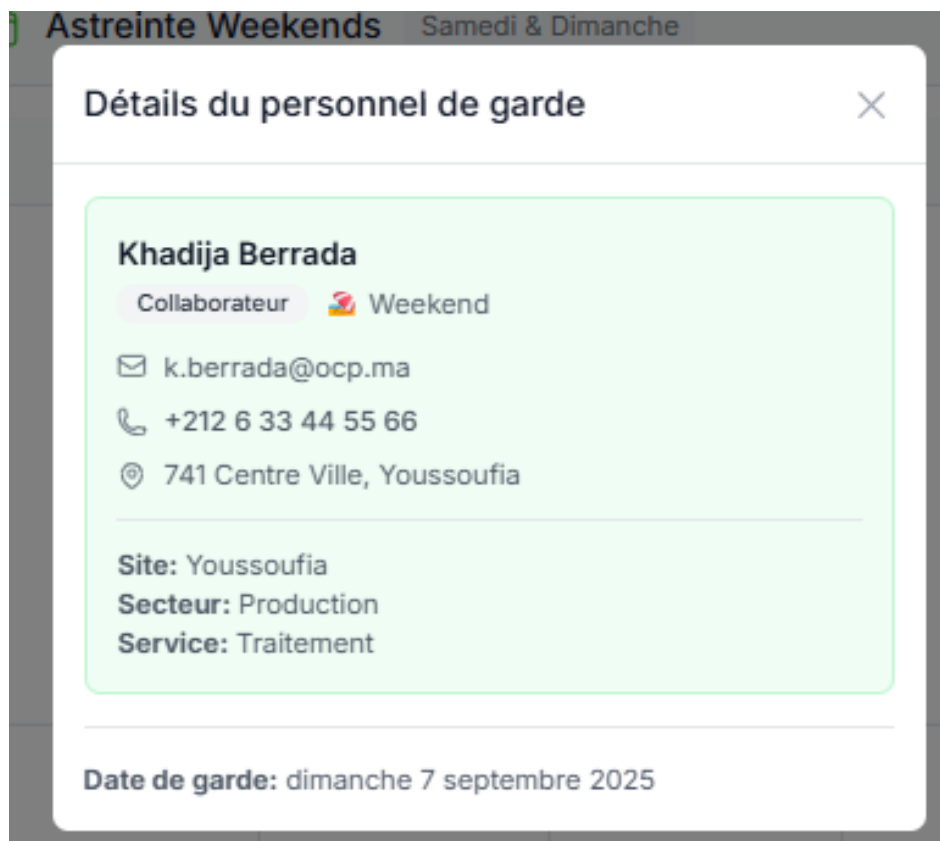 Astreinte Weekends Samedi & Dimanche
Détails du personnel de garde
Khadija Berrada
Collaborateur Weekend
k.berrada@ocp.ma
+212 6 33 44 55 66
741 Centre Ville, Youssoufia
Site: Youssoufia
Secteur: Production
Service: Traitement
Date de garde: dimanche 7 septembre 2025